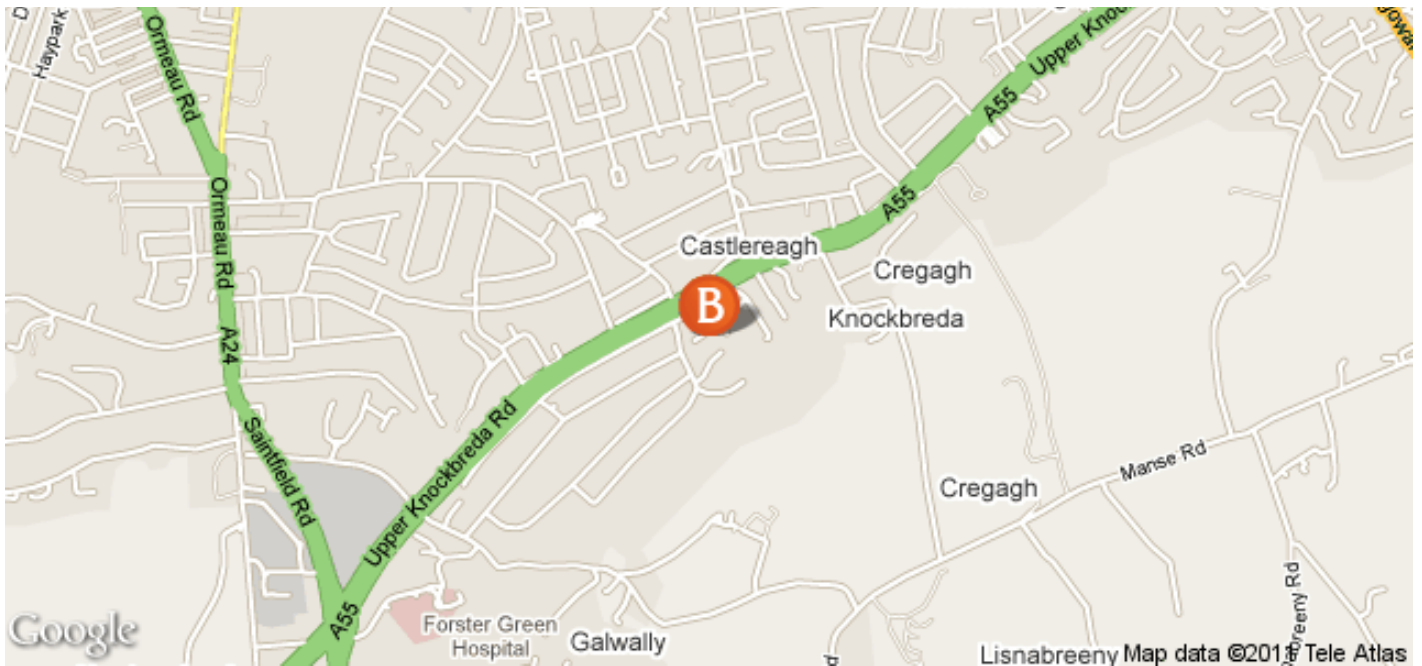 Haypark
Ormeau Rd
Upper Knoc
A55
Ormeau Rd
A55
Castlereagh
Cregagh
B
Knockbreda
A24
Saintfield Rd
Upper Knockbreda Rd
Manse Rd
Cregagh
A55
Forster Green
Hospital
Galwally
Google
Lisnabreeny
Map data ©2011 Tele Atlas